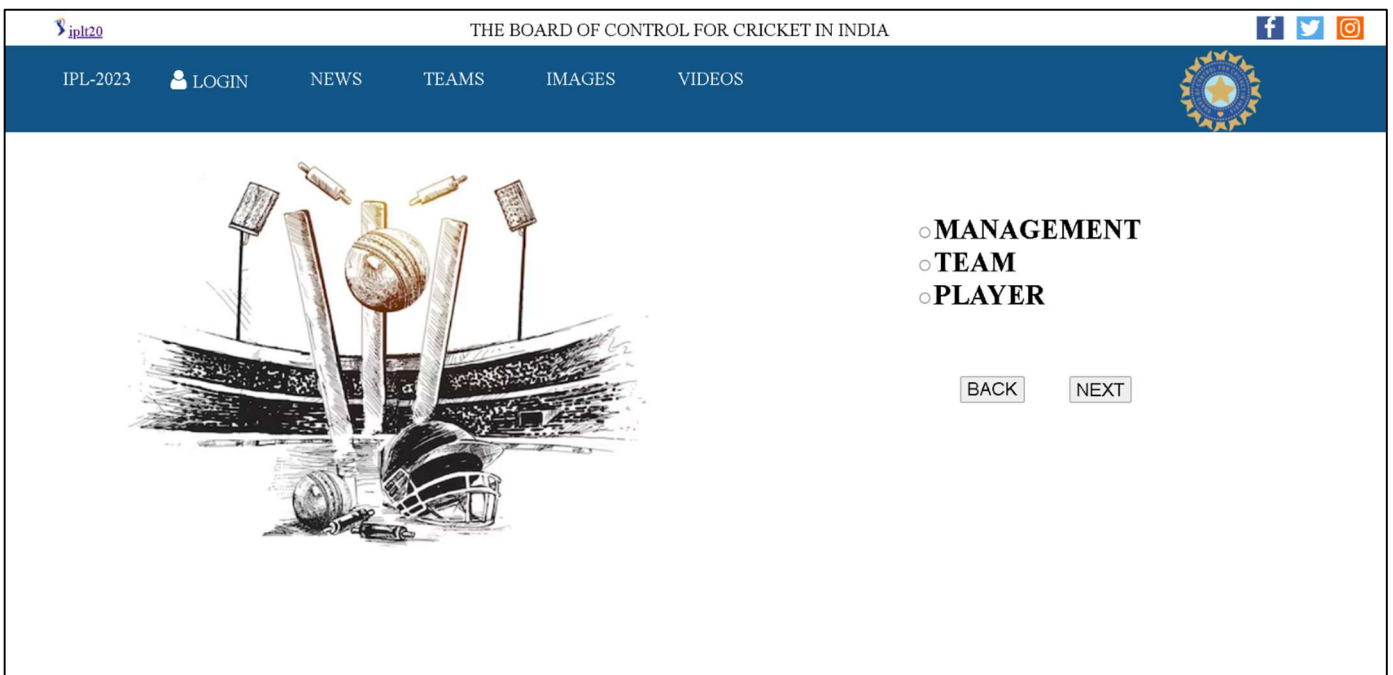 iplt20
THE BOARD OF CONTROL FOR CRICKET IN INDIA
IPL-2023 LOGIN NEWS TEAMS IMAGES VIDEOS
MANAGEMENT
TEAM
PLAYER
BACK NEXT